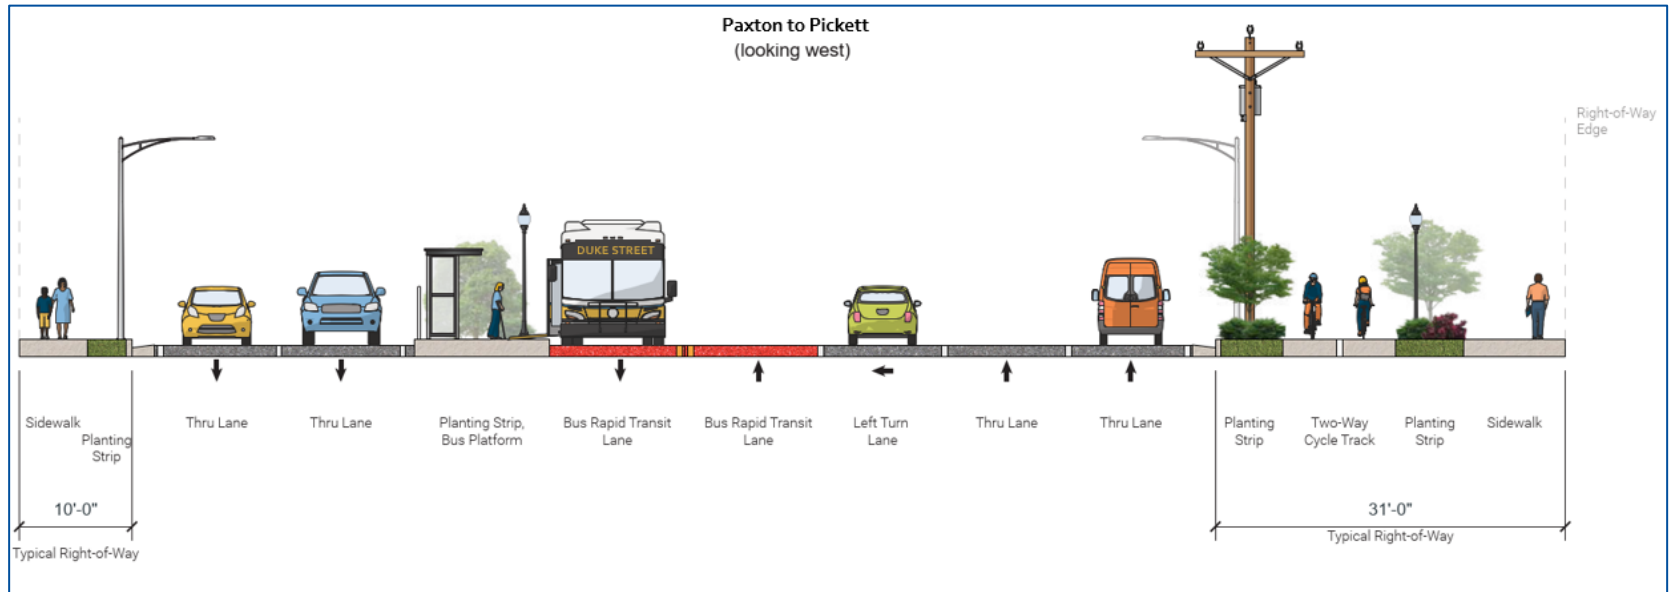 Paxton to Pickett
(looking west)
Right-of-Way
Edge
DUKE STREET
Sidewalk
Planting
Strip
Thru Lane
Thru Lane
Planting Strip,
Bus Platform
Bus Rapid Transit
Lane
Bus Rapid Transit
Lane
Left Turn
Lane
Thru Lane
Thru Lane
Planting
Strip
Two-Way
Cycle Track
Planting
Strip
Sidewalk
10'-0"
Typical Right-of-Way
31'-0"
Typical Right-of-Way